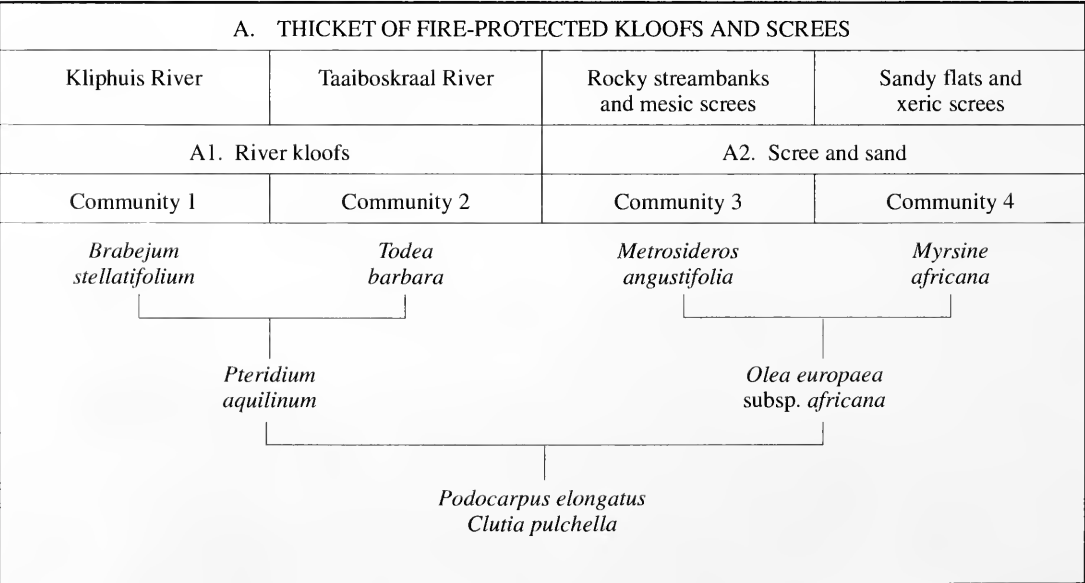 A. THICKET OF FIRE-PROTECTED KLOOFS AND SCREES
Kliphuis River
Taaiboskraal River
Rocky streambanks
and mesic screes
Sandy flats and
xeric screes
A1. River kloofs
A2. Scree and sand
Community 1
Community 2
Community 3
Community 4
Brabejum
stellatifolium
Todea
barbara
Metrosideros
angustifolia
Myrsine
africana
Pteridium
aquilinum
Olea europaea
subsp. africana
Podocarpus elongatus
Clutia pulchella